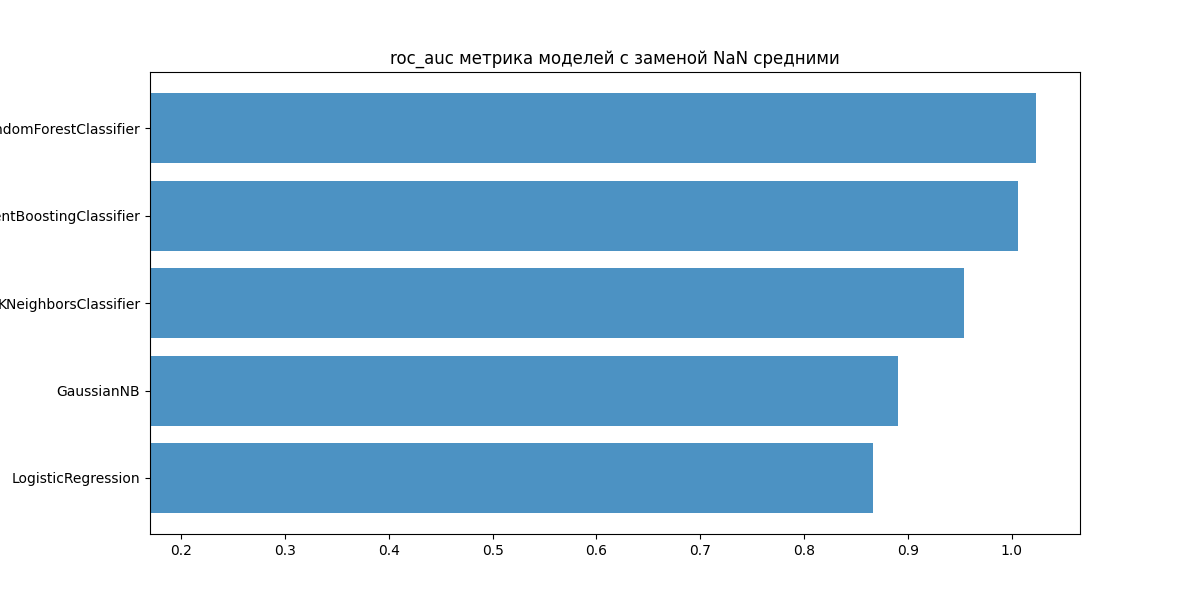 roc_auc метрика моделей с заменой NaN средними
ndomForestClassifier
entBoostingClassifier
KNeighborsClassifier
GaussianNB
LogisticRegression
0.2 0.3 0.4 0.5 0.6 0.7 0.8 0.9 1.0